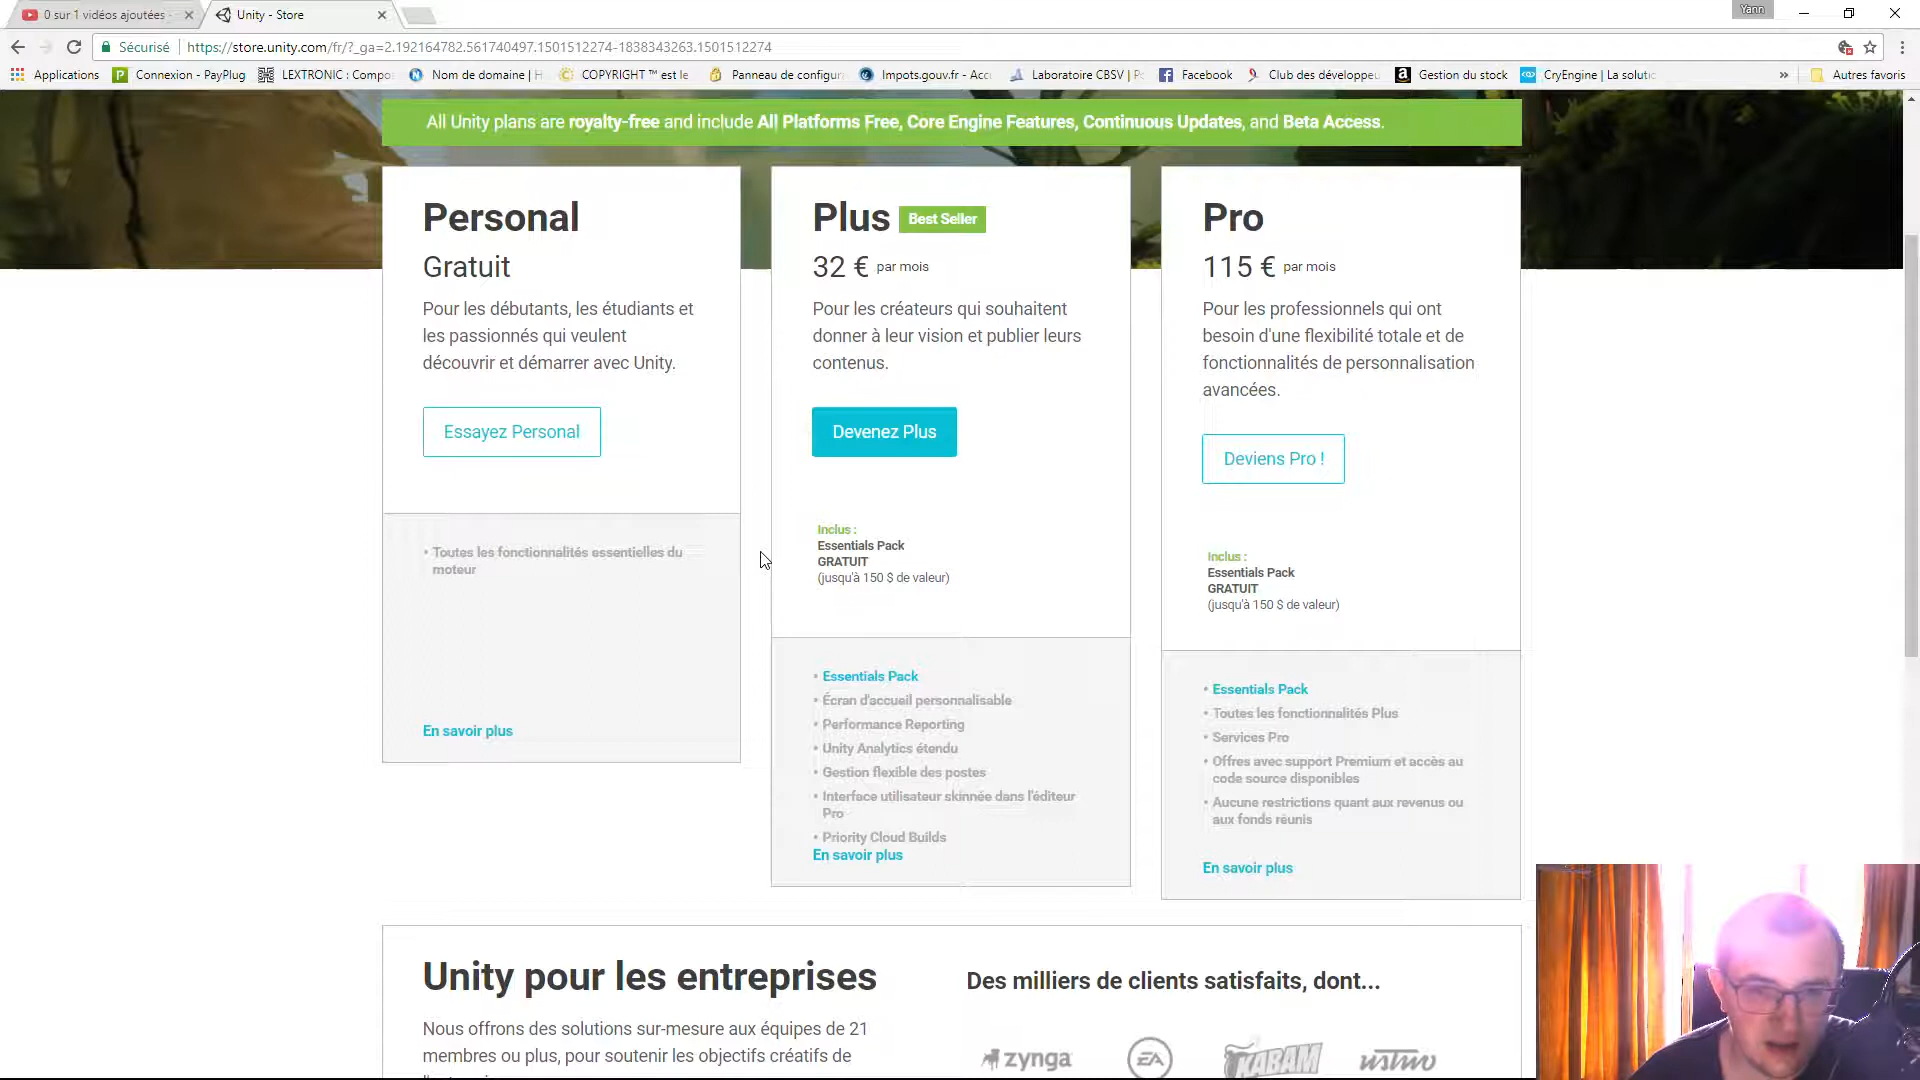 0 sur 1 vidéos ajoutées
Unity - Store
Yann
Sécurisé
https://store.unity.com/fr/?_ga=2.192164782.561740497.1501512274-1838343263.1501512274
Applications
Connexion - PayPlug
LEXTRONIC : Compo
Nom de domaine | H
COPYRIGHT ™ est le
Panneau de configur
Impots.gouv.fr - Acc
Laboratoire CBSV | P
Facebook
Club des développeu
Gestion du stock
CryEngine | La soluti
»
Autres favoris
All Unity plans are royalty-free and include All Platforms Free, Core Engine Features, Continuous Updates, and Beta Access.
Personal
Gratuit
Pour les débutants, les étudiants et
les passionnés qui veulent
découvrir et démarrer avec Unity.
Essayez Personal
• Toutes les fonctionnalités essentielles du
moteur
En savoir plus
Plus Best Seller
32 € par mois
Pour les créateurs qui souhaitent
donner à leur vision et publier leurs
contenus.
Devenez Plus
Inclus :
Essentials Pack
GRATUIT
(jusqu'à 150 $ de valeur)
• Essentials Pack
• Écran d'accueil personnalisable
• Performance Reporting
• Unity Analytics étendu
• Gestion flexible des postes
• Interface utilisateur skinnée dans l'éditeur
Pro
• Priority Cloud Builds
En savoir plus
Pro
115 € par mois
Pour les professionnels qui ont
besoin d'une flexibilité totale et de
fonctionnalités de personnalisation
avancées.
Deviens Pro !
Inclus :
Essentials Pack
GRATUIT
(jusqu'à 150 $ de valeur)
• Essentials Pack
• Toutes les fonctionnalités Plus
• Services Pro
• Offres avec support Premium et accès au
code source disponibles
• Aucune restrictions quant aux revenus ou
aux fonds réunis
En savoir plus
Unity pour les entreprises
Nous offrons des solutions sur-mesure aux équipes de 21
membres ou plus, pour soutenir les objectifs créatifs de
Des milliers de clients satisfaits, dont...
zynga
EA
KABAM
ustwo